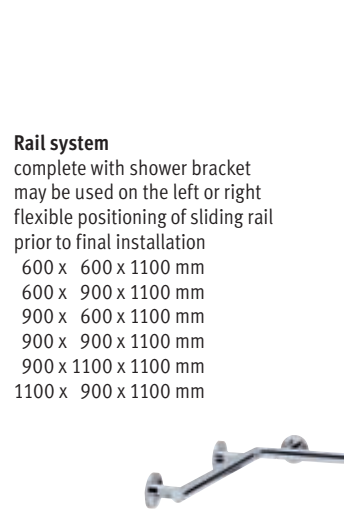 Rail system
complete with shower bracket
may be used on the left or right
flexible positioning of sliding rail
prior to final installation
600 x 600 x 1100 mm
600 x 900 x 1100 mm
900 x 600 x 1100 mm
900 x 900 x 1100 mm
900 x 1100 x 1100 mm
1100 x 900 x 1100 mm